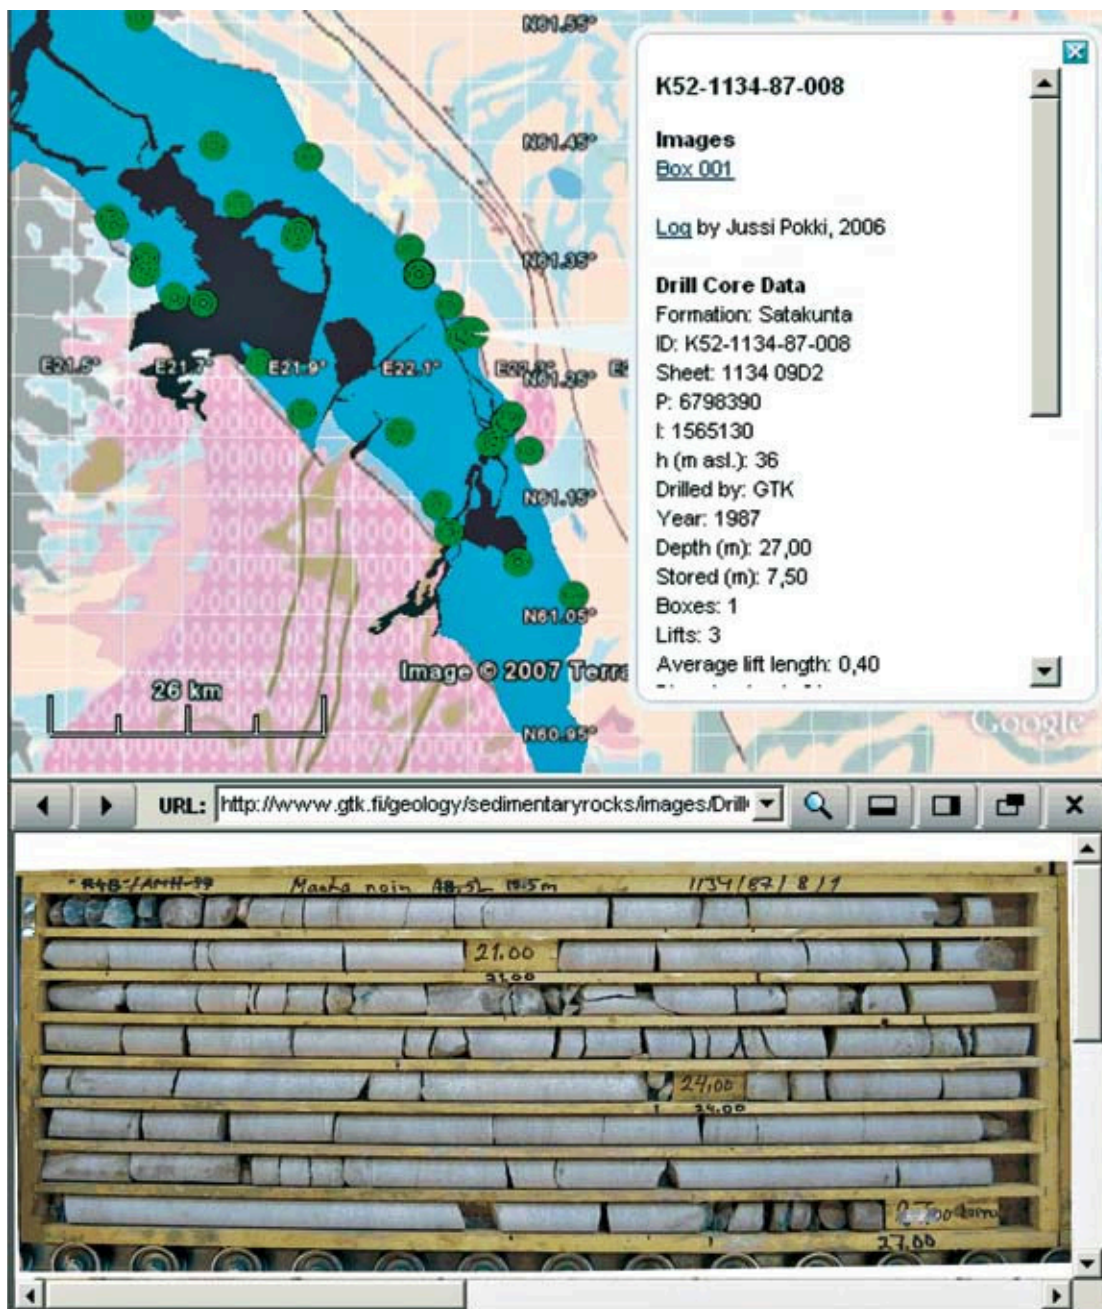 N61.55°
N61.45°
N61.35°
E21.5° E21.7° E21.9° E22.1°
N61.25°
N61.15°
N61.05°
Image © 2007 Terra
26 km
N60.95°
Google
K52-1134-87-008
Images
Box 001
Log by Jussi Pokki, 2006
Drill Core Data
Formation: Satakunta
ID: K52-1134-87-008
Sheet: 1134 09D2
P: 6798390
I: 1565130
h (m asl.): 36
Drilled by: GTK
Year: 1987
Depth (m): 27,00
Stored (m): 7,50
Boxes: 1
Lifts: 3
Average lift length: 0,40
URL: http://www.gtk.fi/geology/sedimentaryrocks/images/Drill
Maata noin 1134/87/8/1
21.00
21.00
24,00
24.00
27.00